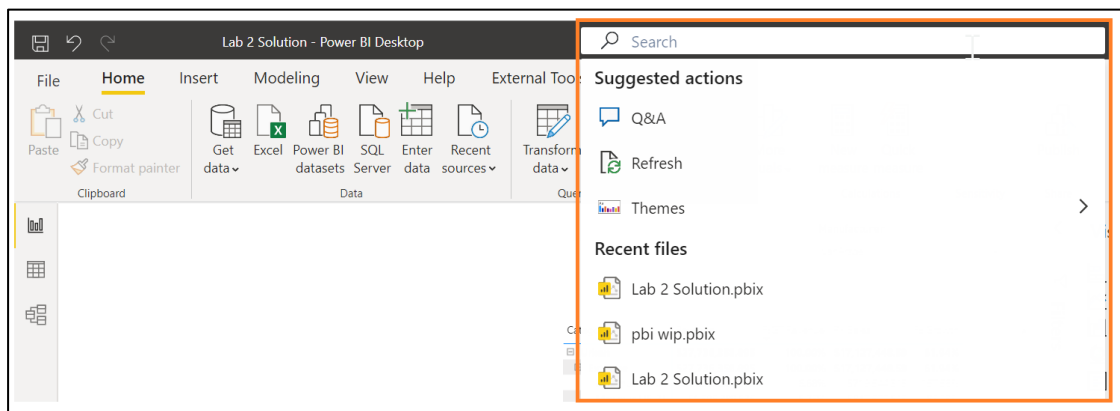 Lab 2 Solution - Power BI Desktop
Search
File Home Insert Modeling View Help External
Suggested actions
Q&A
Refresh
Themes
Recent files
Lab 2 Solution.pbix
pbi wip.pbix
Lab 2 Solution.pbix
Paste
Cut
Copy
Format painter
Clipboard
Get data
Excel
Power BI datasets
SQL Server
Enter data
Recent sources
Data
Transform data